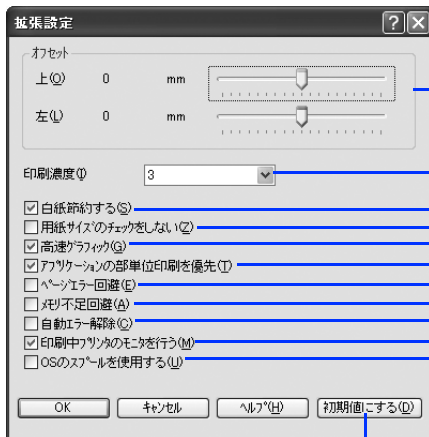 拡張設定
オフセット
上(O) 0 mm
左(L) 0 mm
印刷濃度(I) 3
白紙節約する(S)
用紙サイズのチェックをしない(Z)
高速グラフィック(G)
アプリケーションの部単位印刷を優先(T)
ページエラー回避(E)
メモリ不足回避(A)
自動エラー解除(C)
印刷中プリンタのモニタを行う(M)
OSのスプールを使用する(U)
OK キャンセル ヘルプ(H) 初期値にする(D)